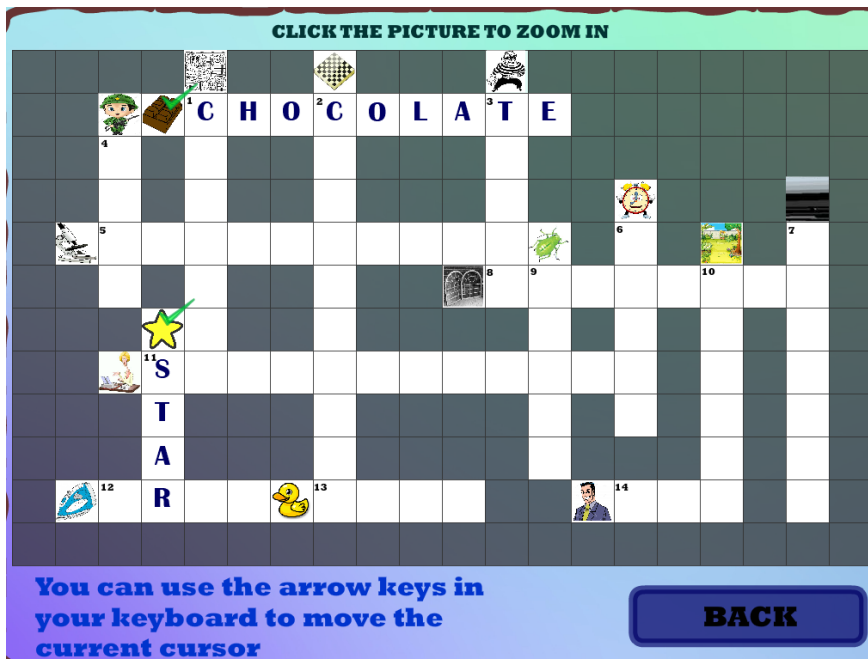 CLICK THE PICTURE TO ZOOM IN
1 C H O 2 C O L A 3 T E
4
5 6 10 7
8 9
11 S
T
A
12 R 13 14
You can use the arrow keys in
your keyboard to move the
current cursor
BACK